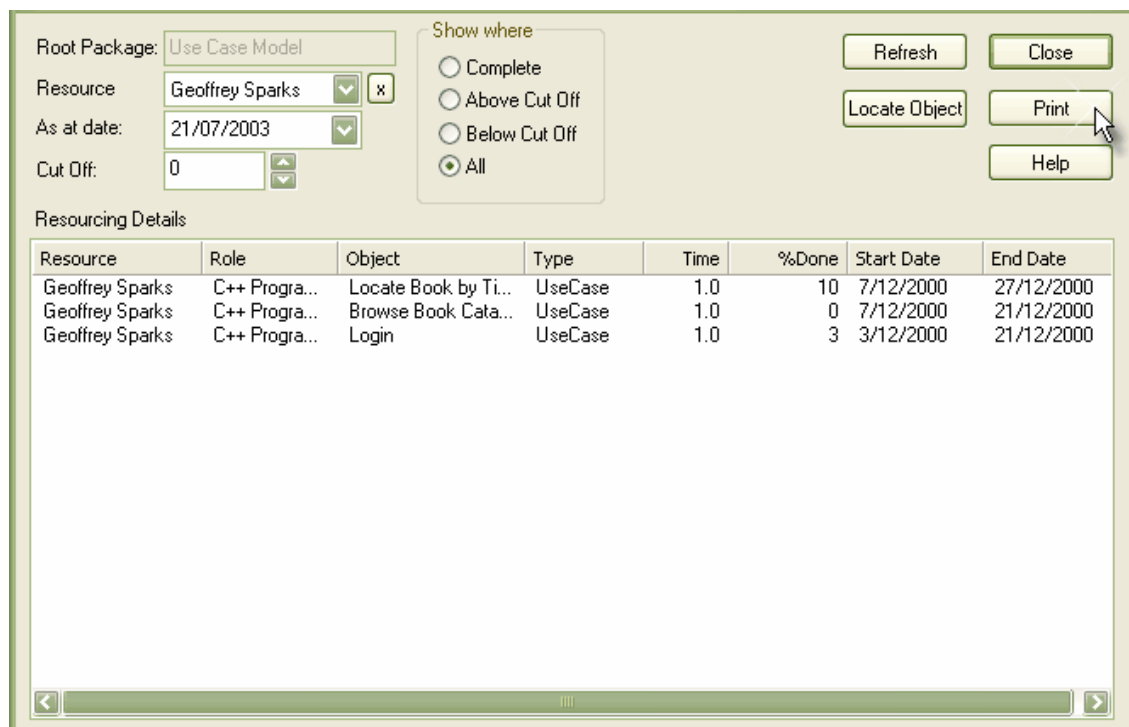 Root Package: Use Case Model
Resource Geoffrey Sparks x
As at date: 21/07/2003
Cut Off: 0
Show where
Complete
Above Cut Off
Below Cut Off
All
Refresh Close
Locate Object Print
Help
Resourcing Details
Resource Role Object Type Time %Done Start Date End Date
Geoffrey Sparks C++ Progra... Locate Book by Ti... UseCase 1.0 10 7/12/2000 27/12/2000
Geoffrey Sparks C++ Progra... Browse Book Cata... UseCase 1.0 0 7/12/2000 21/12/2000
Geoffrey Sparks C++ Progra... Login UseCase 1.0 3 3/12/2000 21/12/2000